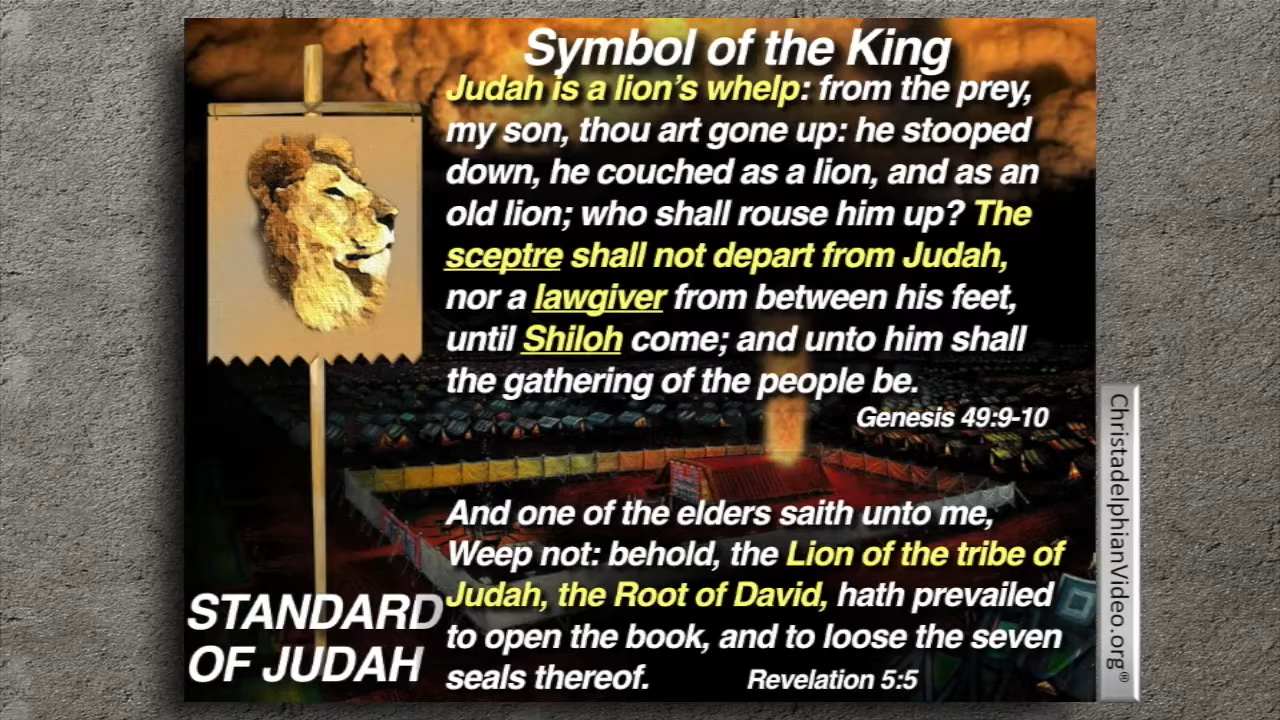 Symbol of the King
Judah is a lion's whelp: from the prey,
my son, thou art gone up: he stooped
down, he couched as a lion, and as an
old lion; who shall rouse him up? The
sceptre shall not depart from Judah,
nor a lawgiver from between his feet,
until Shiloh come; and unto him shall
the gathering of the people be.
Genesis 49:9-10
And one of the elders saith unto me,
Weep not: behold, the Lion of the tribe of
Judah, the Root of David, hath prevailed
to open the book, and to loose the seven
seals thereof.
Revelation 5:5
STANDARD
OF JUDAH
ChristadelphianVideo.org®